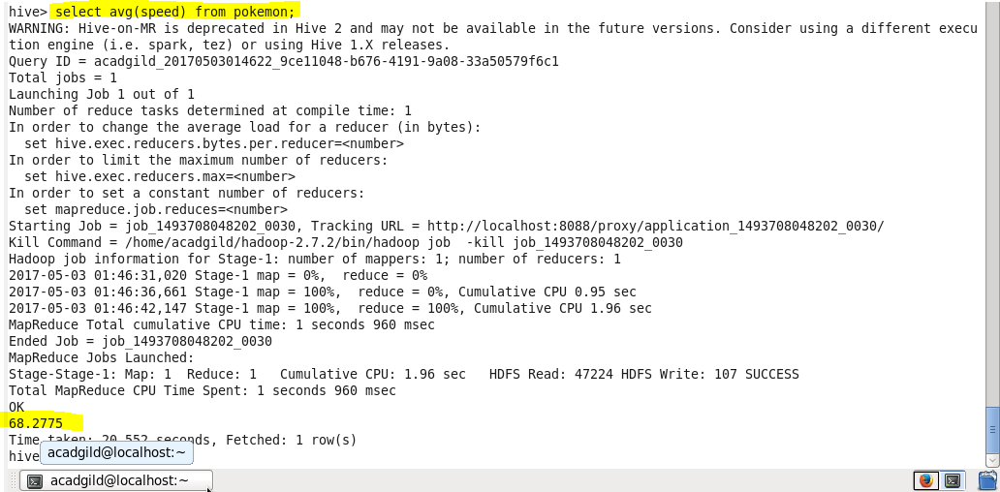 hive> select avg(speed) from pokemon;
WARNING: Hive-on-MR is deprecated in Hive 2 and may not be available in the future versions. Consider using a different execu
tion engine (i.e. spark, tez) or using Hive 1.X releases.
Query ID = acadgild_20170503014622_9ce11048-b676-4191-9a08-33a50579f6c1
Total jobs = 1
Launching Job 1 out of 1
Number of reduce tasks determined at compile time: 1
In order to change the average load for a reducer (in bytes):
  set hive.exec.reducers.bytes.per.reducer=<number>
In order to limit the maximum number of reducers:
  set hive.exec.reducers.max=<number>
In order to set a constant number of reducers:
  set mapreduce.job.reduces=<number>
Starting Job = job_1493708048202_0030, Tracking URL = http://localhost:8088/proxy/application_1493708048202_0030/
Kill Command = /home/acadgild/hadoop-2.7.2/bin/hadoop job  -kill job_1493708048202_0030
Hadoop job information for Stage-1: number of mappers: 1; number of reducers: 1
2017-05-03 01:46:31,020 Stage-1 map = 0%,  reduce = 0%
2017-05-03 01:46:36,661 Stage-1 map = 100%,  reduce = 0%, Cumulative CPU 0.95 sec
2017-05-03 01:46:42,147 Stage-1 map = 100%,  reduce = 100%, Cumulative CPU 1.96 sec
MapReduce Total cumulative CPU time: 1 seconds 960 msec
Ended Job = job_1493708048202_0030
MapReduce Jobs Launched:
Stage-Stage-1: Map: 1  Reduce: 1   Cumulative CPU: 1.96 sec   HDFS Read: 47224 HDFS Write: 107 SUCCESS
Total MapReduce CPU Time Spent: 1 seconds 960 msec
OK
68.2775
Time taken: 20.552 seconds, Fetched: 1 row(s)
hive
acadgild@localhost:~
acadgild@localhost:~